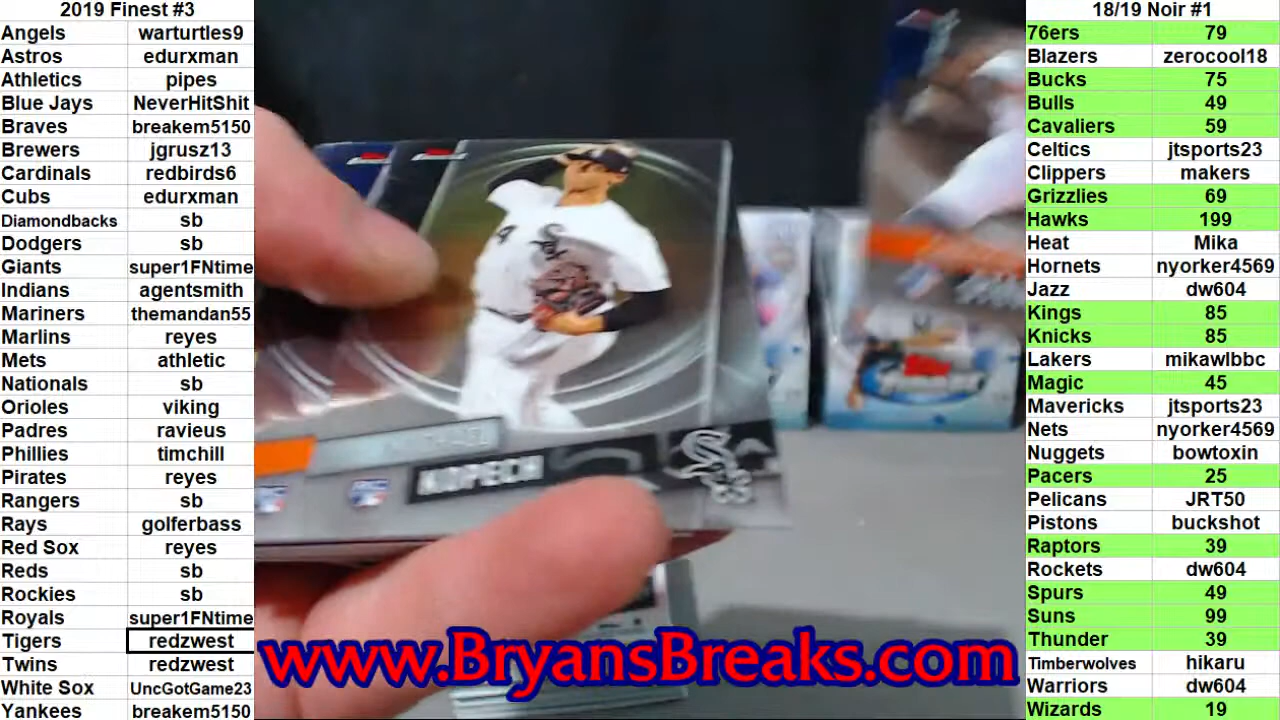 2019 Finest #3
Angels warturtles9
Astros edurxman
Athletics pipes
Blue Jays NeverHitShit
Braves breakem5150
Brewers jgrusz13
Cardinals redbirds6
Cubs edurxman
Diamondbacks sb
Dodgers sb
Giants super1FNtime
Indians agentsmith
Mariners themandan55
Marlins reyes
Mets athletic
Nationals sb
Orioles viking
Padres ravieus
Phillies timchill
Pirates reyes
Rangers sb
Rays golferbass
Red Sox reyes
Reds sb
Rockies sb
Royals super1FNtime
Tigers redzwest
Twins redzwest
White Sox UncGotGame23
Yankees breakem5150
Sox
MICHAEL
KOPECH
Sox
www.BryansBreaks.com
18/19 Noir #1
76ers 79
Blazers zerocool18
Bucks 75
Bulls 49
Cavaliers 59
Celtics jtsports23
Clippers makers
Grizzlies 69
Hawks 199
Heat Mika
Hornets nyorker4569
Jazz dw604
Kings 85
Knicks 85
Lakers mikawlbbc
Magic 45
Mavericks jtsports23
Nets nyorker4569
Nuggets bowtoxin
Pacers 25
Pelicans JRT50
Pistons buckshot
Raptors 39
Rockets dw604
Spurs 49
Suns 99
Thunder 39
Timberwolves hikaru
Warriors dw604
Wizards 19